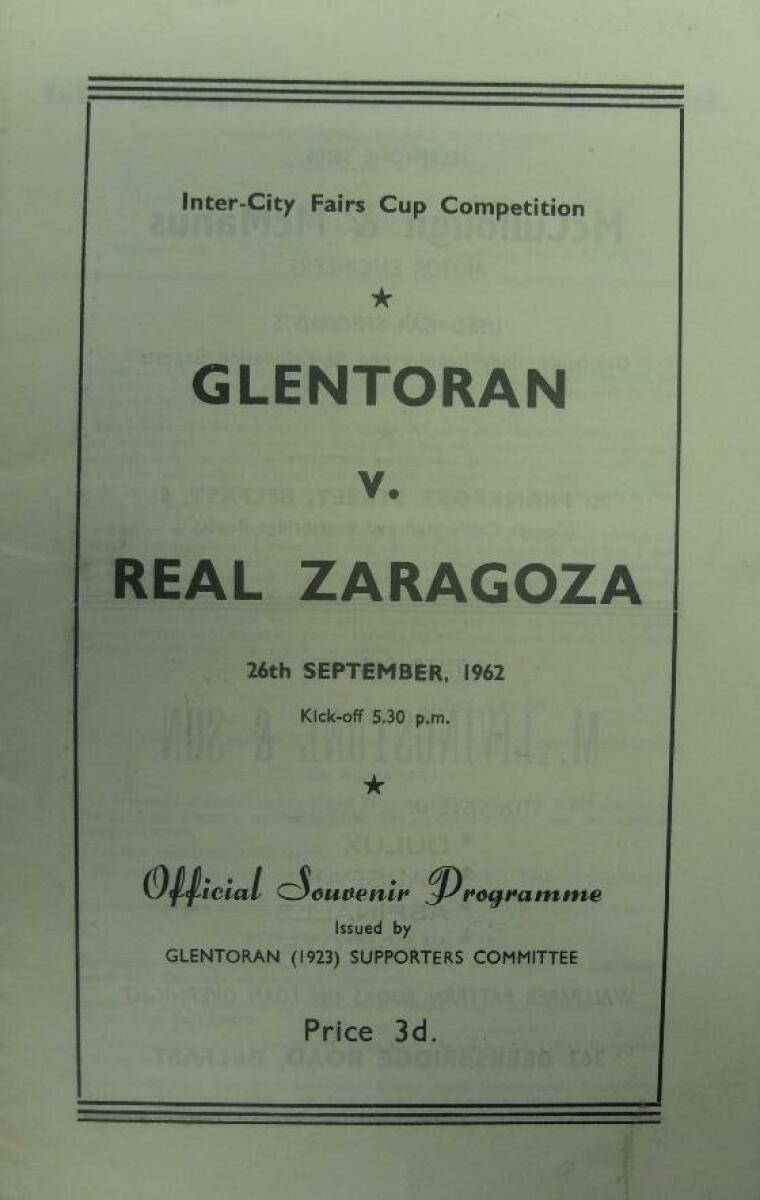 Inter-City Fairs Cup Competition
★
GLENTORAN
v.
REAL ZARAGOZA
26th SEPTEMBER, 1962
Kick-off 5.30 p.m.
★
Official Souvenir Programme
Issued by
GLENTORAN (1923) SUPPORTERS COMMITTEE
Price 3d.